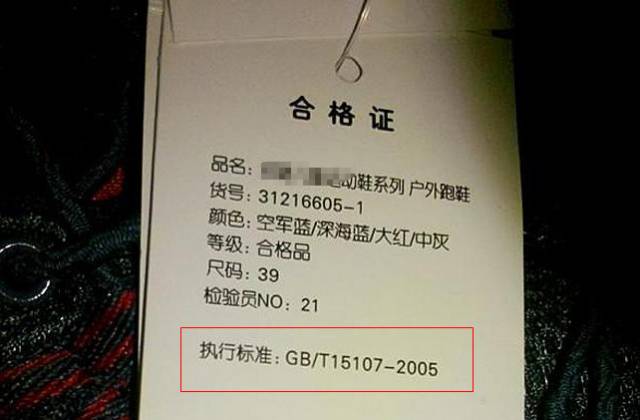 合格证
品名: 动鞋系列 户外跑鞋
货号: 31216605-1
颜色: 空军蓝/深海蓝/大红/中灰
等级: 合格品
尺码: 39
检验员NO: 21
执行标准: GB/T15107-2005